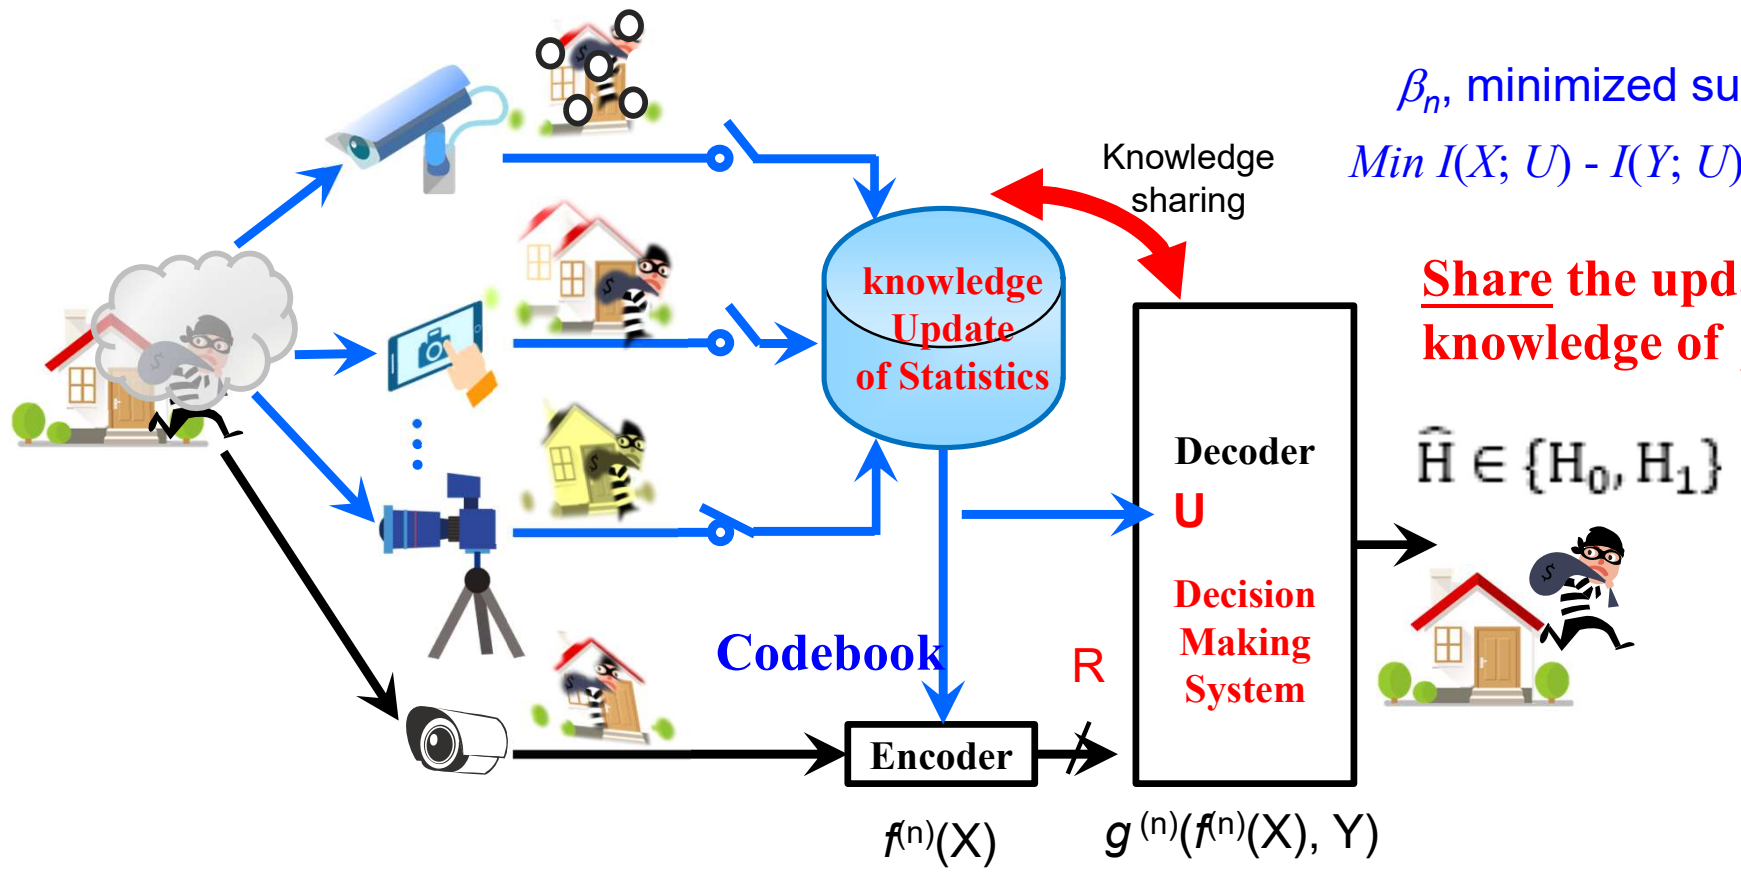 βn, minimized su
Min I(X; U) - I(Y; U)
Knowledge
sharing
Share the upd
knowledge of
knowledge
Update
of Statistics
Ĥ ∈ {H0, H1}
Decoder
U
Decision
Making
System
Codebook
R
Encoder
f(n)(X)
g (n)(f(n)(X), Y)